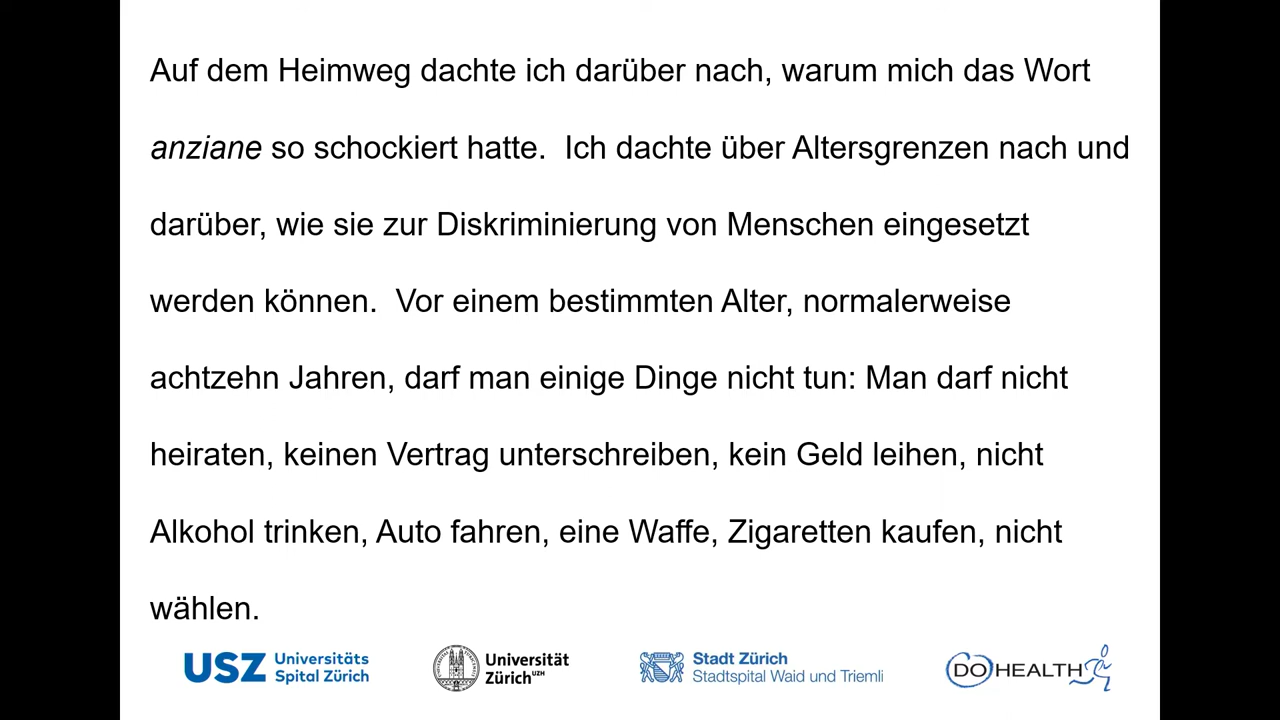 Auf dem Heimweg dachte ich darüber nach, warum mich das Wort
anziane so schockiert hatte.  Ich dachte über Altersgrenzen nach und
darüber, wie sie zur Diskriminierung von Menschen eingesetzt
werden können.  Vor einem bestimmten Alter, normalerweise
achtzehn Jahren, darf man einige Dinge nicht tun: Man darf nicht
heiraten, keinen Vertrag unterschreiben, kein Geld leihen, nicht
Alkohol trinken, Auto fahren, eine Waffe, Zigaretten kaufen, nicht
wählen.
USZ Universitäts
Spital Zürich
Universität
Zürich UZH
Stadt Zürich
Stadtspital Waid und Triemli
DO HEALTH